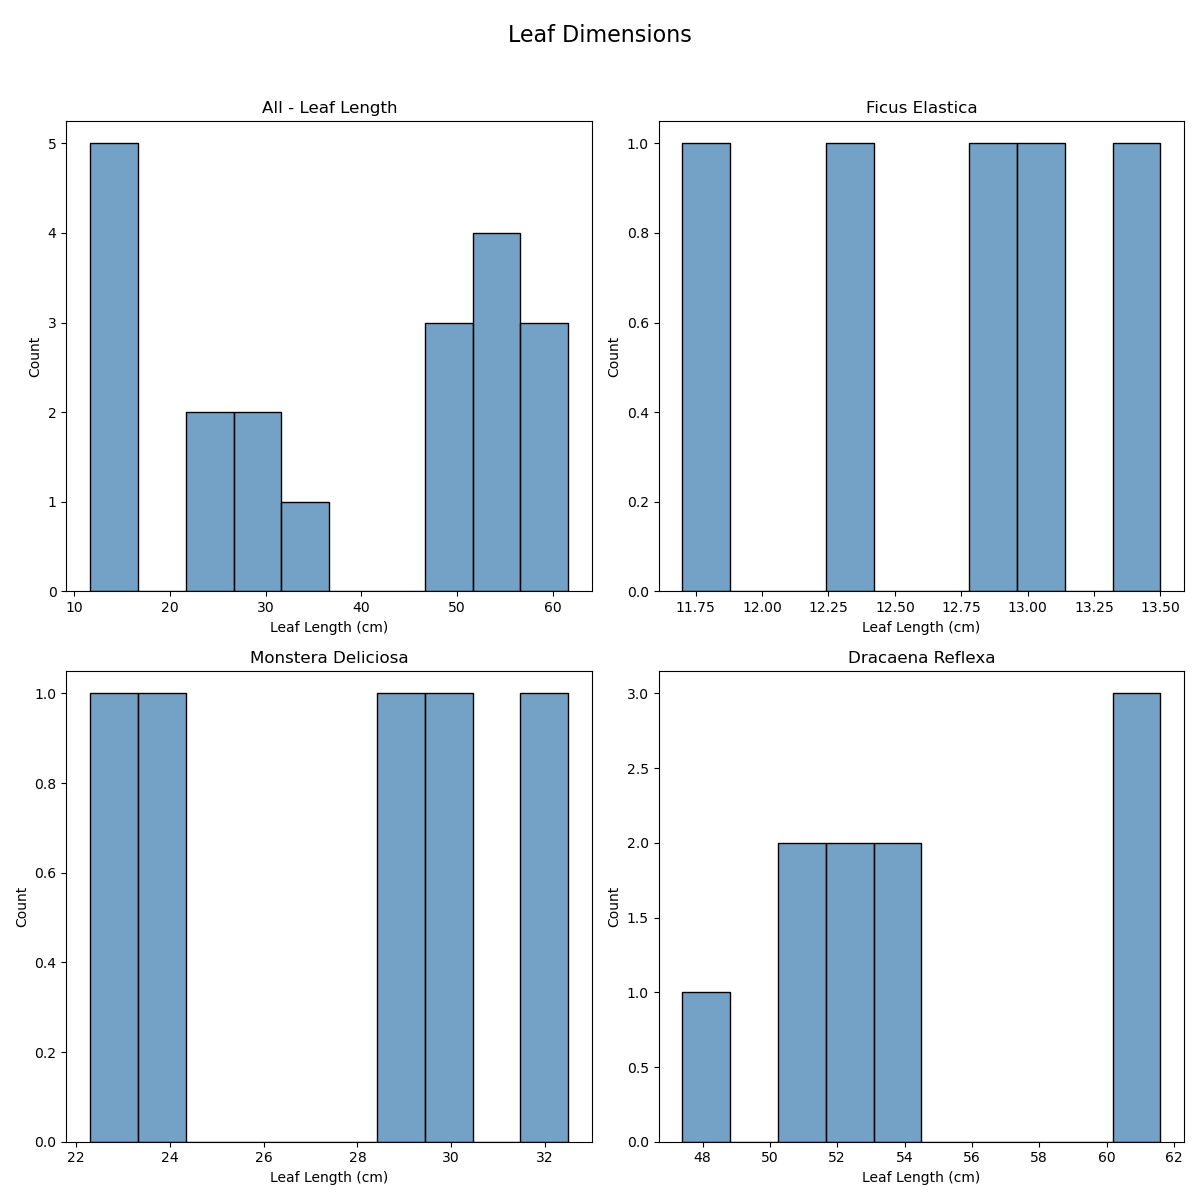 Leaf Dimensions
All - Leaf Length
5
4
3
2
1
0
Count
10 20 30 40 50 60
Leaf Length (cm)
Ficus Elastica
1.0
0.8
0.6
0.4
0.2
0.0
Count
11.75 12.00 12.25 12.50 12.75 13.00 13.25 13.50
Leaf Length (cm)
Monstera Deliciosa
1.0
0.8
0.6
0.4
0.2
0.0
Count
22 24 26 28 30 32
Leaf Length (cm)
Dracaena Reflexa
3.0
2.5
2.0
1.5
1.0
0.5
0.0
Count
48 50 52 54 56 58 60 62
Leaf Length (cm)